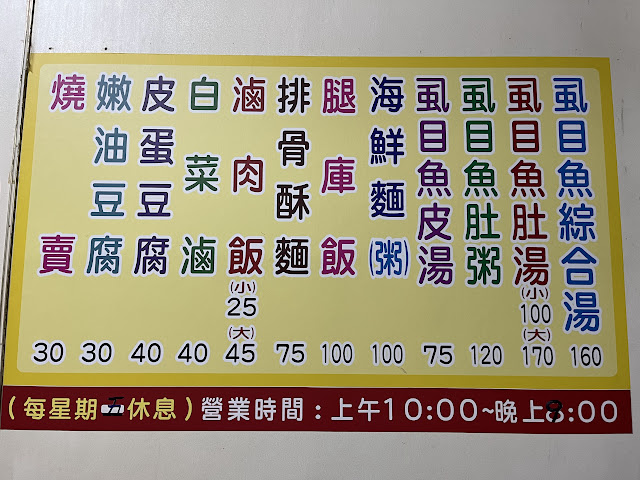 虱目魚綜合湯 160
虱目魚肚湯 (小) 100 (大) 170
虱目魚肚粥 120
虱目魚皮湯 75
海鮮麵(粥) 100
腿庫飯 100
排骨酥麵 75
滷肉飯 (小) 25 (大) 45
白菜滷 40
皮蛋豆腐 40
嫩油豆腐 30
燒賣 30
(每星期五休息)營業時間:上午10:00~晚上:00